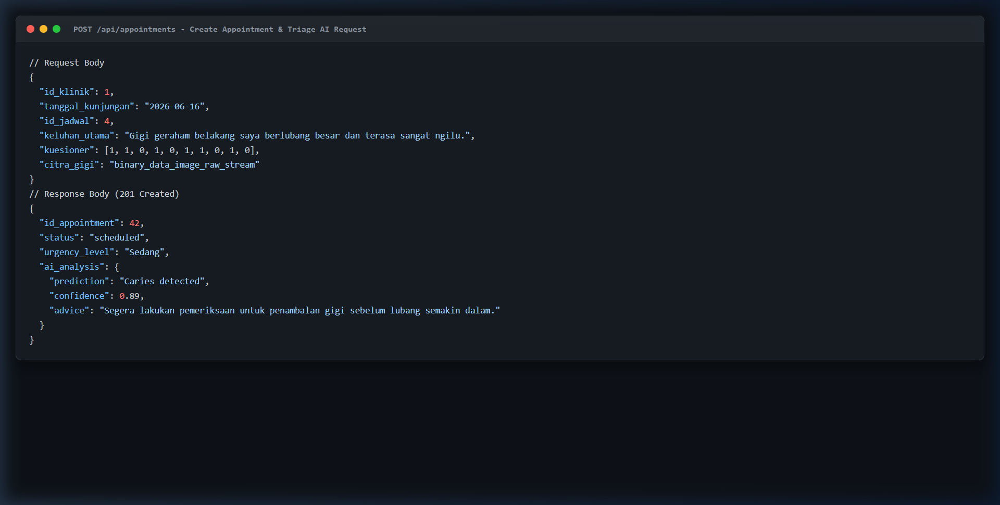 POST /api/appointments - Create Appointment & Triage AI Request
// Request Body
{
  "id_klinik": 1,
  "tanggal_kunjungan": "2026-06-16",
  "id_jadwal": 4,
  "keluhan_utama": "Gigi geraham belakang saya berlubang besar dan terasa sangat ngilu.",
  "kuesioner": [1, 1, 0, 1, 0, 1, 1, 0, 1, 0],
  "citra_gigi": "binary_data_image_raw_stream"
}
// Response Body (201 Created)
{
  "id_appointment": 42,
  "status": "scheduled",
  "urgency_level": "Sedang",
  "ai_analysis": {
    "prediction": "Caries detected",
    "confidence": 0.89,
    "advice": "Segera lakukan pemeriksaan untuk penambalan gigi sebelum lubang semakin dalam."
  }
}